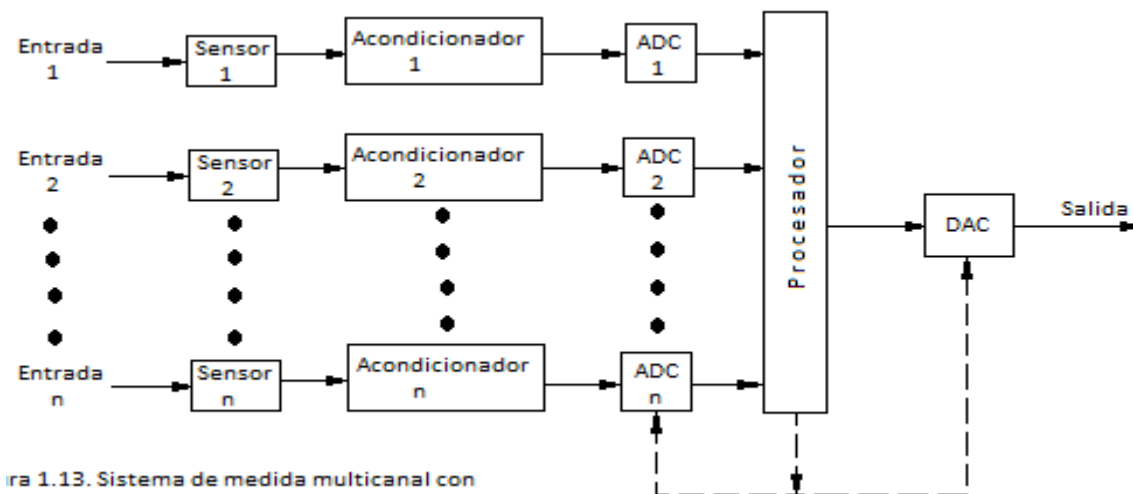 Entrada
1
Sensor
1
Acondicionador
1
ADC
1
Entrada
2
Sensor
2
Acondicionador
2
ADC
2
Procesador
DAC
Salida
Entrada
n
Sensor
n
Acondicionador
n
ADC
n
ra 1.13. Sistema de medida multicanal con